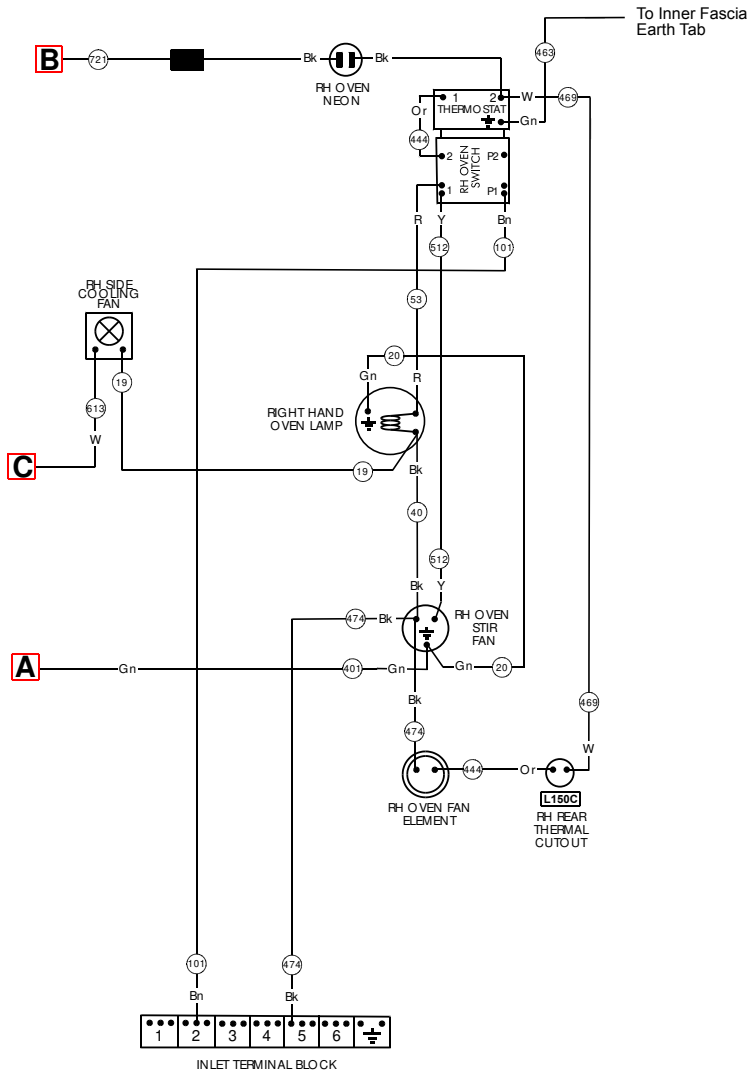 To Inner Fascia
Earth Tab
B
721
Bk
Bk
RH OVEN
NEON
463
1
2
THERMOSTAT
W
469
Or
Gn
444
2
P2
RH OVEN
SWITCH
1
P1
R
Y
Bn
512
101
RH SIDE
COOLING
FAN
53
20
19
Gn
R
613
W
RIGHT HAND
OVEN LAMP
C
19
Bk
40
512
Bk
Y
474
Bk
RH OVEN
STIR
FAN
A
Gn
401
Gn
Gn
20
Bk
469
474
W
444
Or
L150C
RH OVEN FAN
ELEMENT
RH REAR
THERMAL
CUTOUT
101
474
Bn
Bk
1 2 3 4 5 6
INLET TERMINAL BLOCK